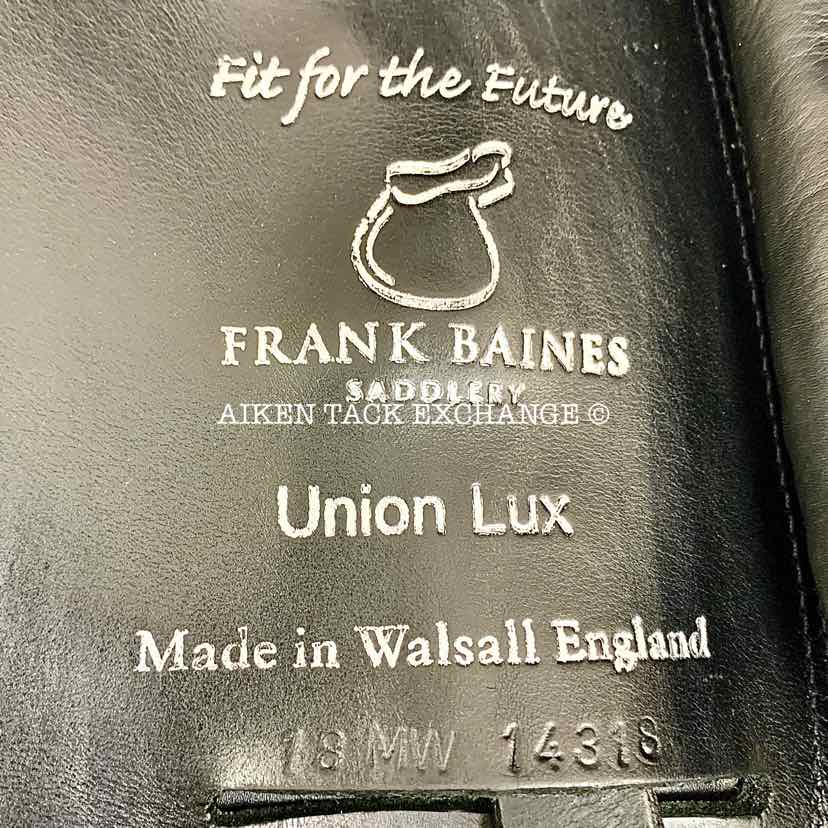 Fit for the Future
FRANK BAINES
SADDLERY
AIKEN TACK EXCHANGE ©
Union Lux
Made in Walsall England
18 MW 14318